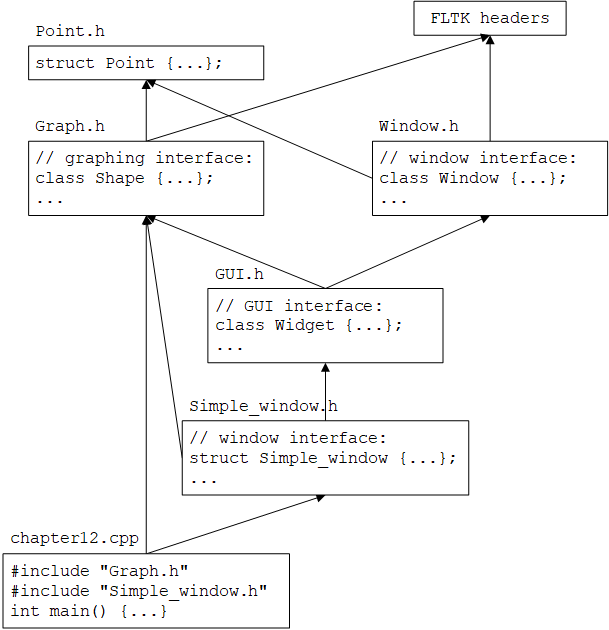 FLTK headers
Point.h
struct Point {...};
Graph.h
// graphing interface:
class Shape {...};
...
Window.h
// window interface:
class Window {...};
...
GUI.h
// GUI interface:
class Widget {...};
...
Simple_window.h
// window interface:
struct Simple_window {...};
...
chapter12.cpp
#include "Graph.h"
#include "Simple_window.h"
int main() {...}